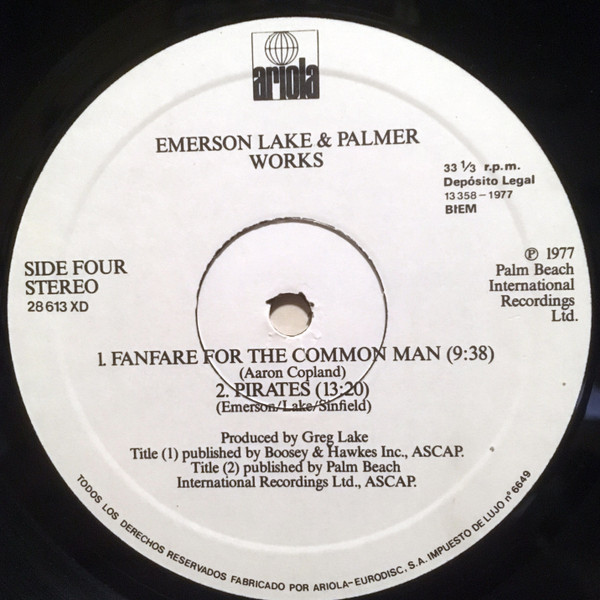 ariola
EMERSON LAKE & PALMER
WORKS
33 1/3 r.p.m.
Depósito Legal
13 358 - 1977
BIEM
SIDE FOUR
STEREO
28 613 XD
℗ 1977
Palm Beach
International
Recordings
Ltd.
1. FANFARE FOR THE COMMON MAN (9:38)
(Aaron Copland)
2. PIRATES (13:20)
(Emerson/Lake/Sinfield)
Produced by Greg Lake
Title (1) published by Boosey & Hawkes Inc., ASCAP.
Title (2) published by Palm Beach
International Recordings Ltd., ASCAP.
TODOS LOS DERECHOS RESERVADOS FABRICADO POR ARIOLA-EURODISC, S.A. IMPUESTO DE LUJO nº 6649